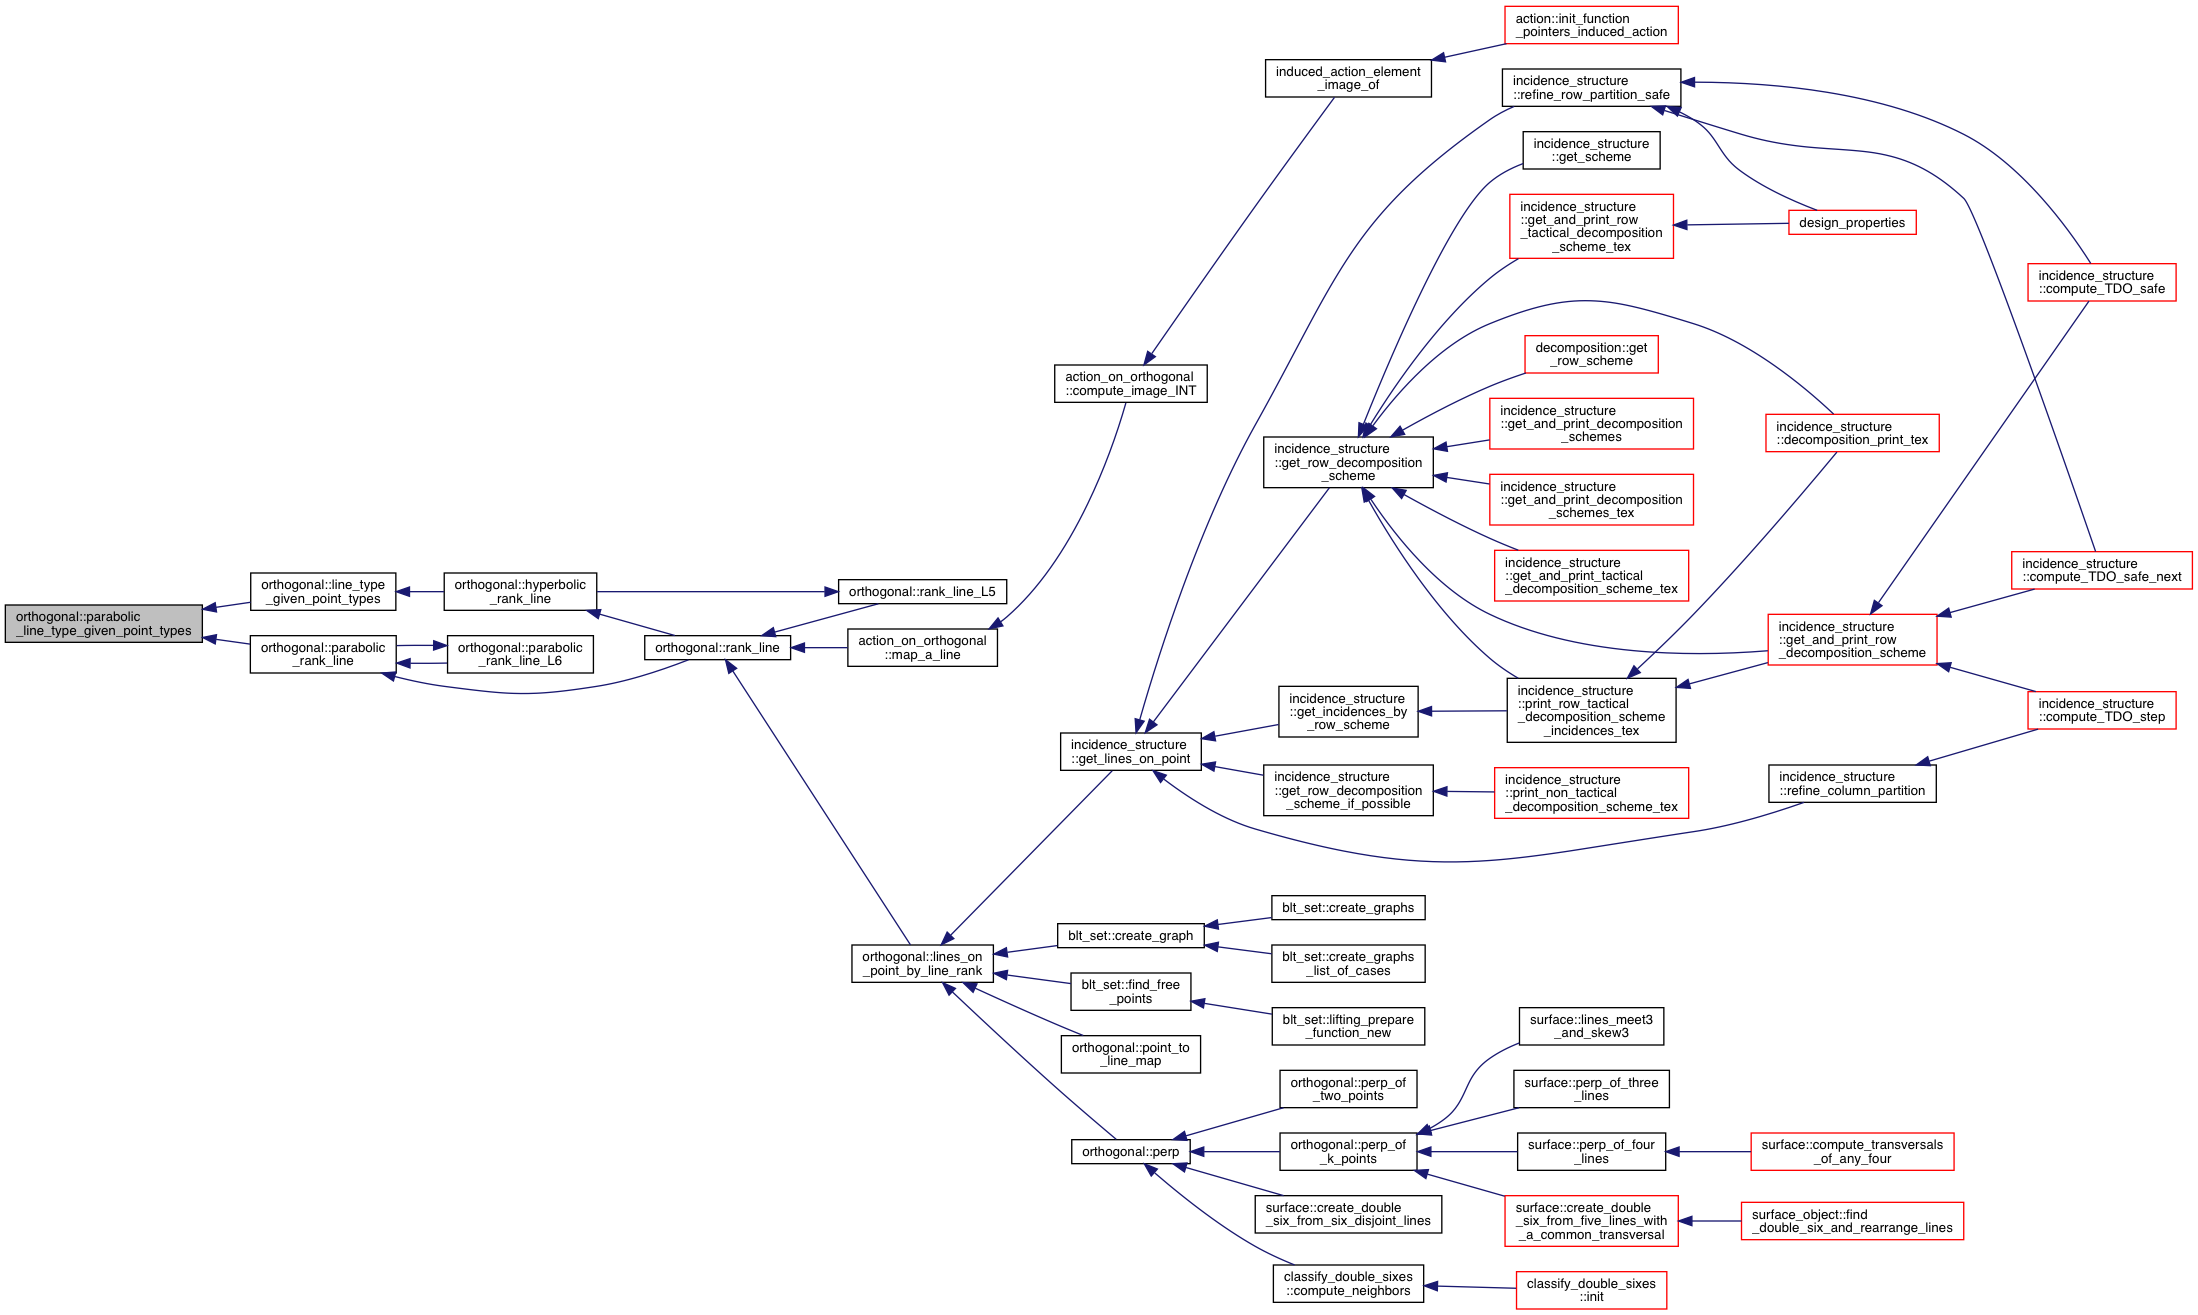 orthogonal::parabolic
_line_type_given_point_types
orthogonal::line_type
_given_point_types
orthogonal::parabolic
_rank_line
orthogonal::hyperbolic
_rank_line
orthogonal::parabolic
_rank_line_L6
orthogonal::rank_line
orthogonal::rank_line_L5
action_on_orthogonal
::map_a_line
orthogonal::lines_on
_point_by_line_rank
action_on_orthogonal
::compute_image_INT
incidence_structure
::get_lines_on_point
blt_set::create_graph
blt_set::find_free
_points
orthogonal::point_to
_line_map
orthogonal::perp
induced_action_element
_image_of
incidence_structure
::get_row_decomposition
_scheme
incidence_structure
::get_incidences_by
_row_scheme
incidence_structure
::get_row_decomposition
_scheme_if_possible
blt_set::create_graphs
blt_set::create_graphs
_list_of_cases
blt_set::lifting_prepare
_function_new
orthogonal::perp_of
_two_points
orthogonal::perp_of
_k_points
surface::create_double
_six_from_six_disjoint_lines
classify_double_sixes
::compute_neighbors
action::init_function
_pointers_induced_action
incidence_structure
::refine_row_partition_safe
incidence_structure
::get_scheme
incidence_structure
::get_and_print_row
_tactical_decomposition
_scheme_tex
decomposition::get
_row_scheme
incidence_structure
::get_and_print_decomposition
_schemes
incidence_structure
::get_and_print_decomposition
_schemes_tex
incidence_structure
::get_and_print_tactical
_decomposition_scheme_tex
incidence_structure
::print_row_tactical
_decomposition_scheme
_incidences_tex
incidence_structure
::print_non_tactical
_decomposition_scheme_tex
surface::lines_meet3
_and_skew3
surface::perp_of_three
_lines
surface::perp_of_four
_lines
surface::create_double
_six_from_five_lines_with
_a_common_transversal
classify_double_sixes
::init
design_properties
incidence_structure
::decomposition_print_tex
incidence_structure
::get_and_print_row
_decomposition_scheme
incidence_structure
::refine_column_partition
surface::compute_transversals
_of_any_four
surface_object::find
_double_six_and_rearrange_lines
incidence_structure
::compute_TDO_safe
incidence_structure
::compute_TDO_safe_next
incidence_structure
::compute_TDO_step